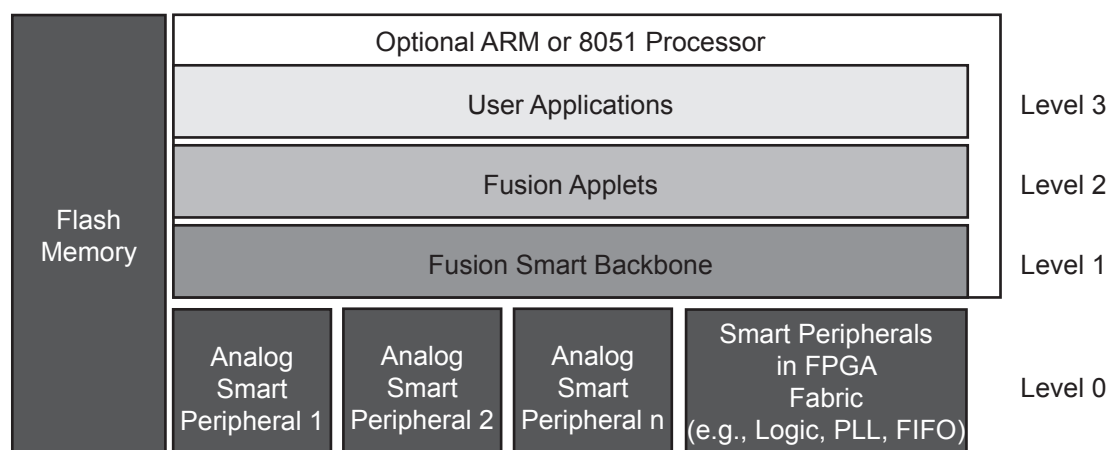 Optional ARM or 8051 Processor
User Applications
Level 3
Fusion Applets
Level 2
Flash
Memory
Fusion Smart Backbone
Level 1
Analog
Smart
Peripheral 1
Analog
Smart
Peripheral 2
Analog
Smart
Peripheral n
Smart Peripherals
in FPGA
Fabric
(e.g., Logic, PLL, FIFO)
Level 0